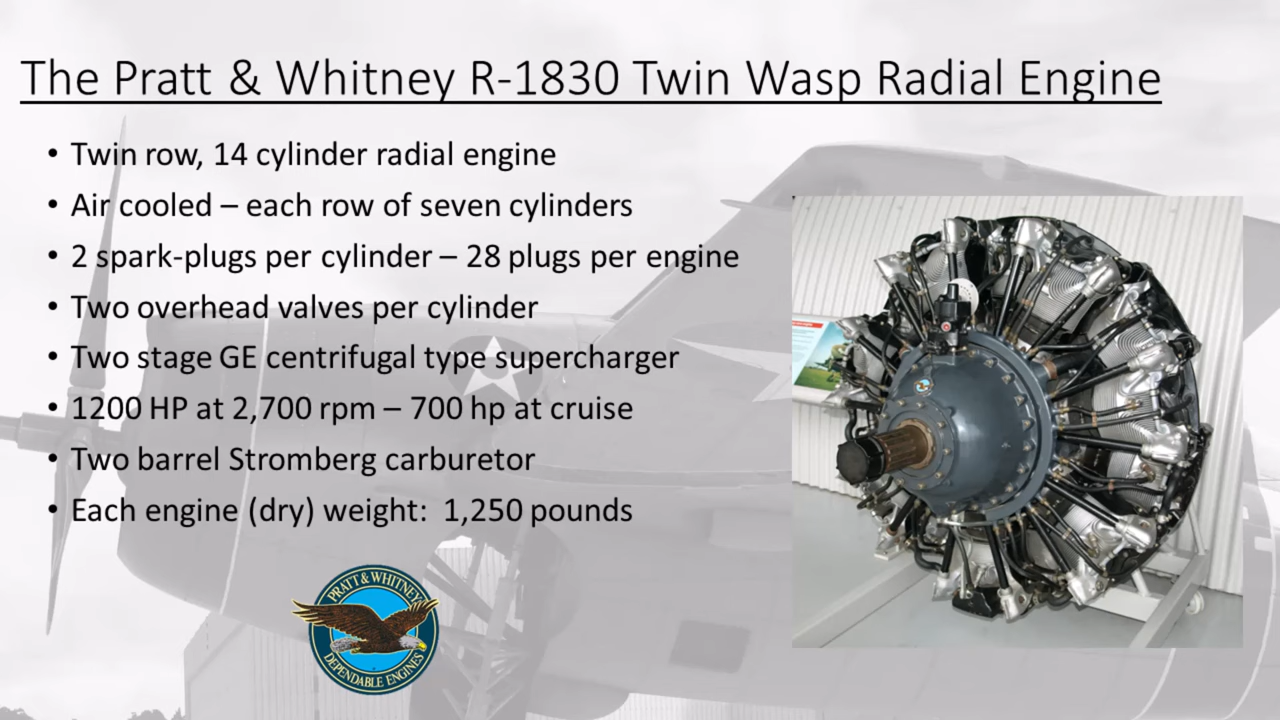 The Pratt & Whitney R-1830 Twin Wasp Radial Engine
• Twin row, 14 cylinder radial engine
• Air cooled – each row of seven cylinders
• 2 spark-plugs per cylinder – 28 plugs per engine
• Two overhead valves per cylinder
• Two stage GE centrifugal type supercharger
• 1200 HP at 2,700 rpm – 700 hp at cruise
• Two barrel Stromberg carburetor
• Each engine (dry) weight:  1,250 pounds
PRATT & WHITNEY
DEPENDABLE ENGINES